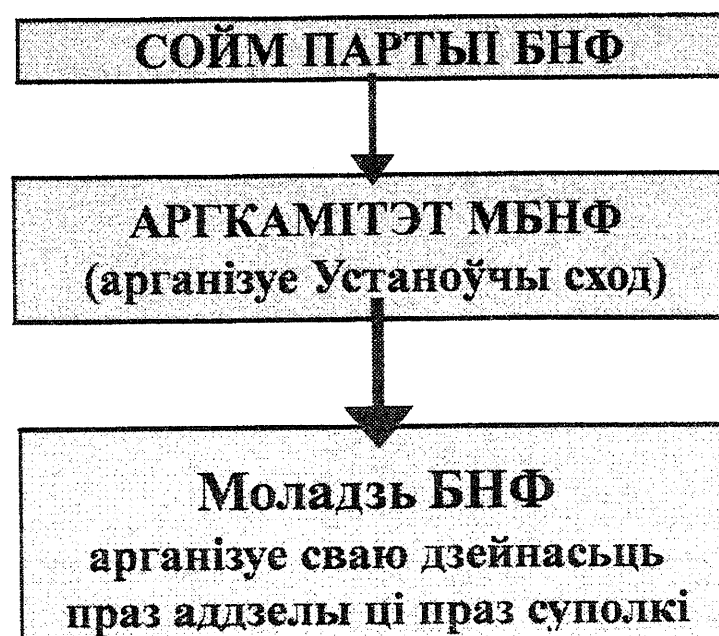 СОЙМ ПАРТЫІ БНФ
АРГКАМІТЭТ МБНФ
(арганізуе Устаноўчы сход)
Моладзь БНФ
арганізуе сваю дзейнасьць
праз аддзелы ці праз суполкі